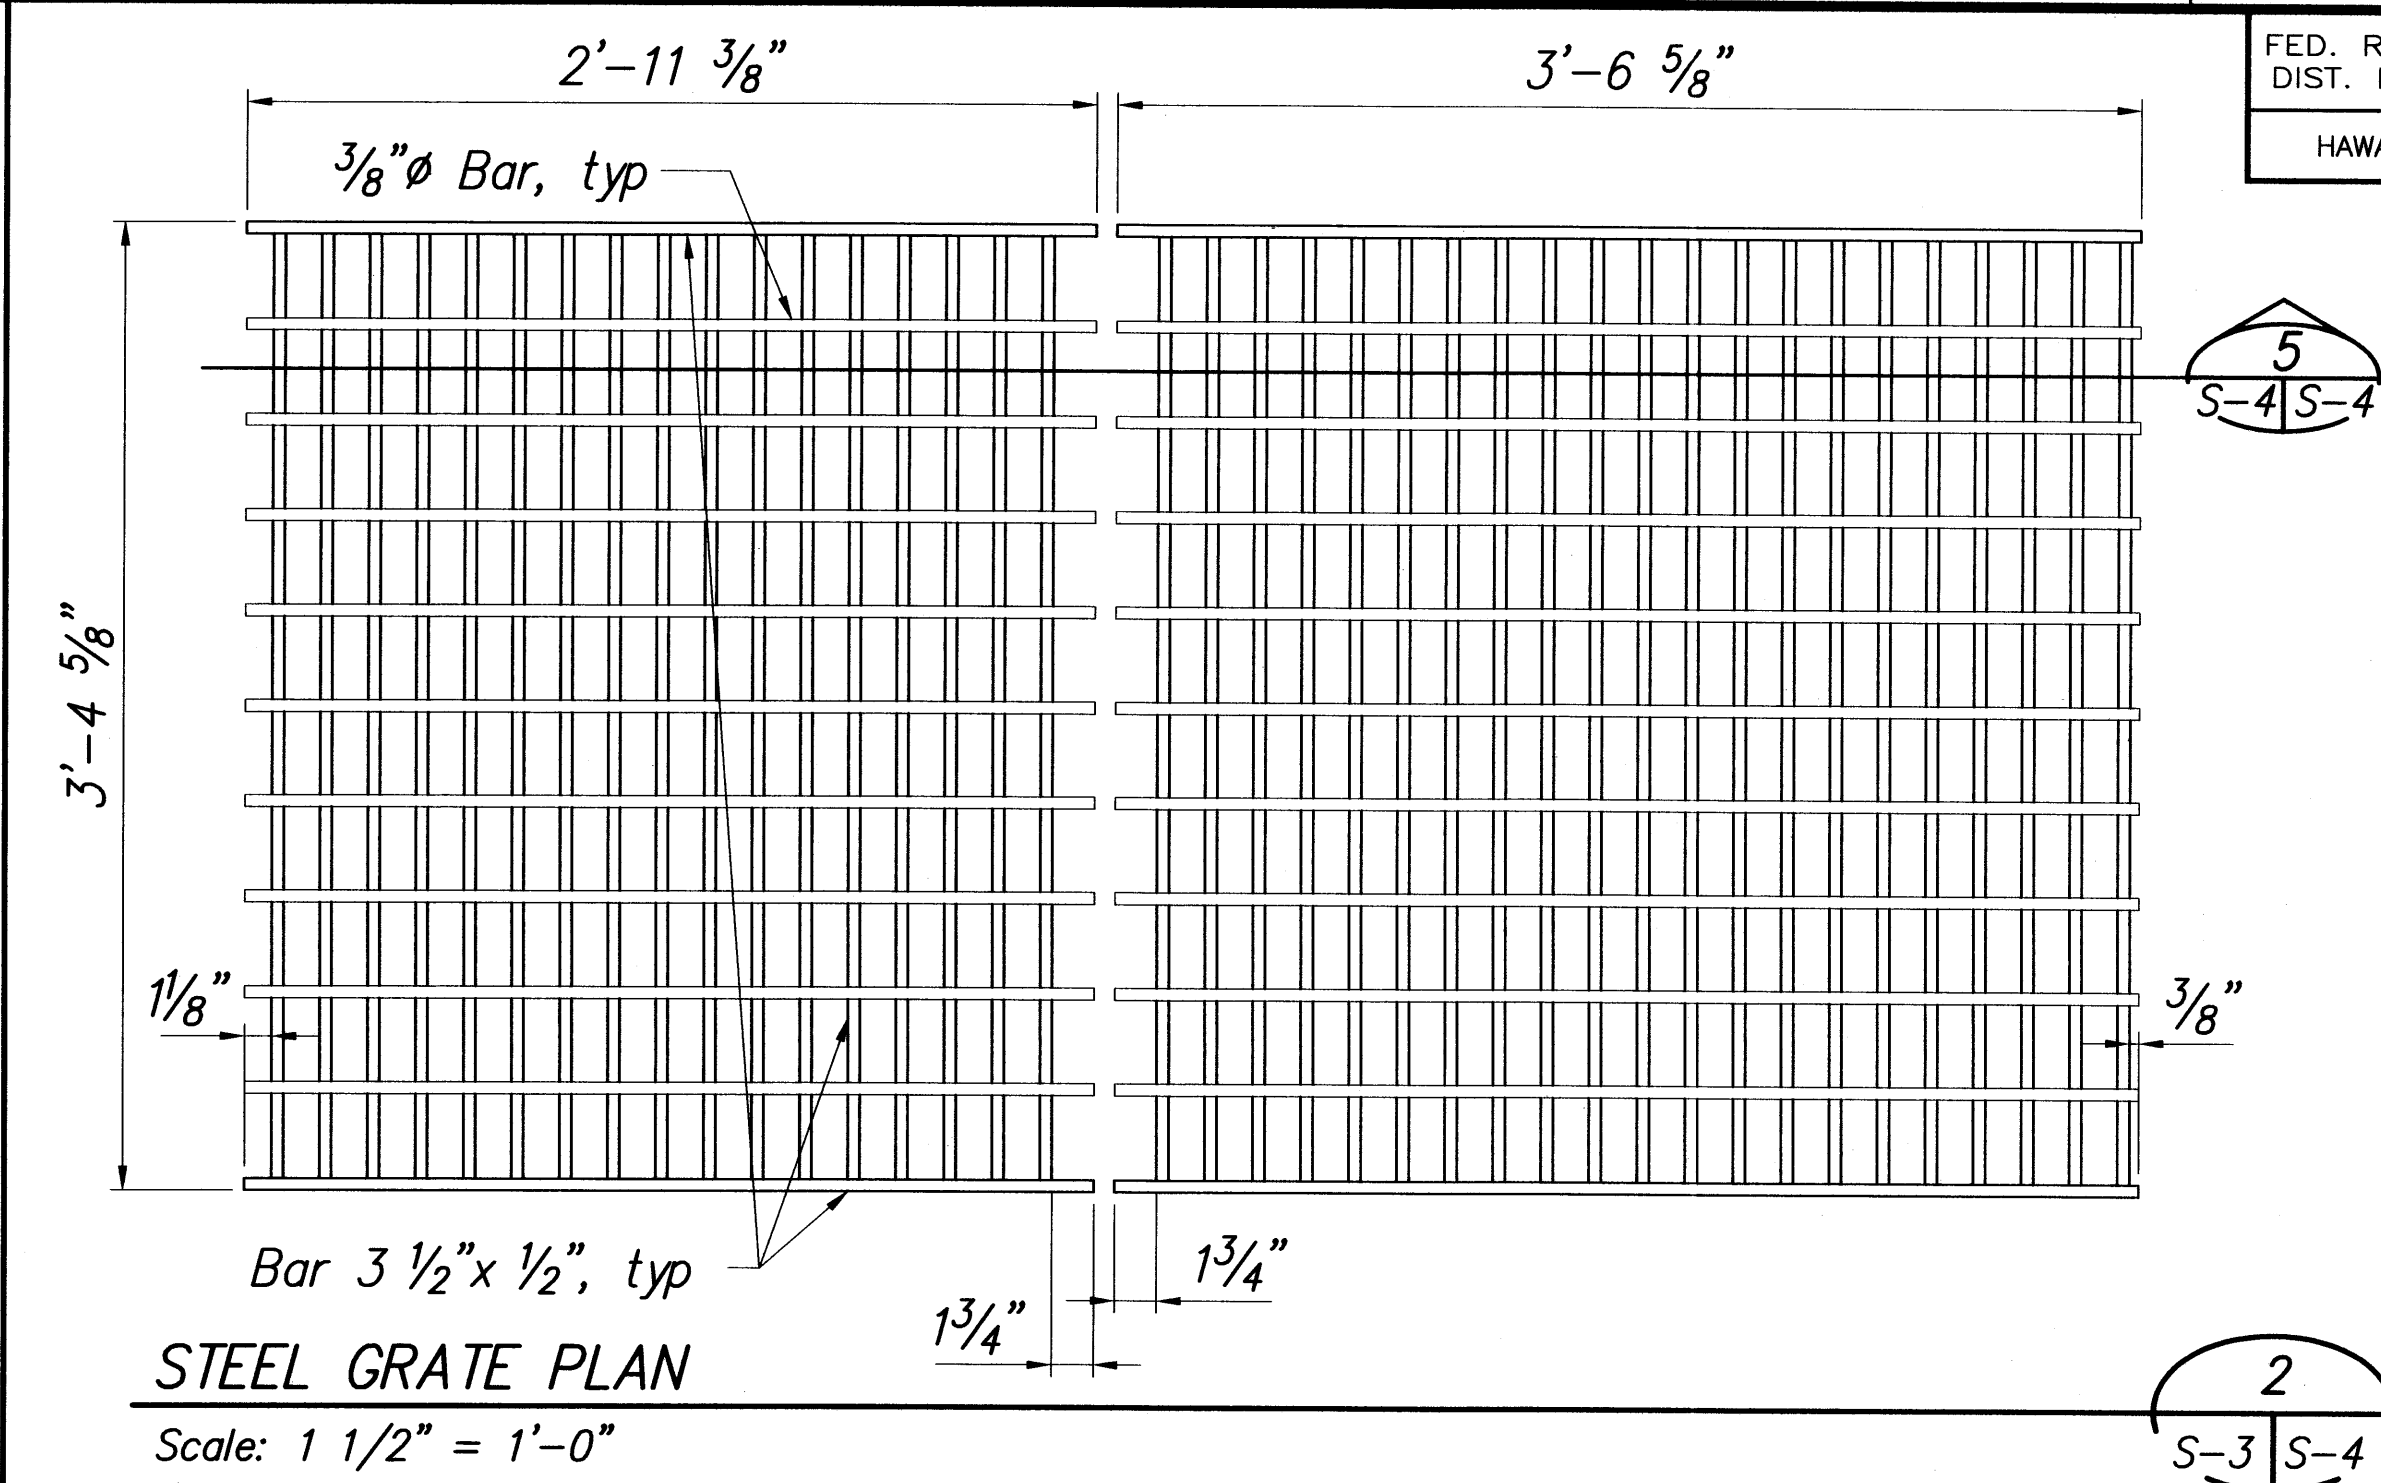 2'-11 3/8"
3'-6 5/8"
FED. R
DIST.
HAWA
3/8"ø Bar, typ
5
S-4 S-4
3'-4 5/8"
1 1/8"
3/8"
Bar 3 1/2"x 1/2", typ
1 3/4"
1 3/4"
STEEL GRATE PLAN
2
Scale: 1 1/2" = 1'-0"
S-3 S-4